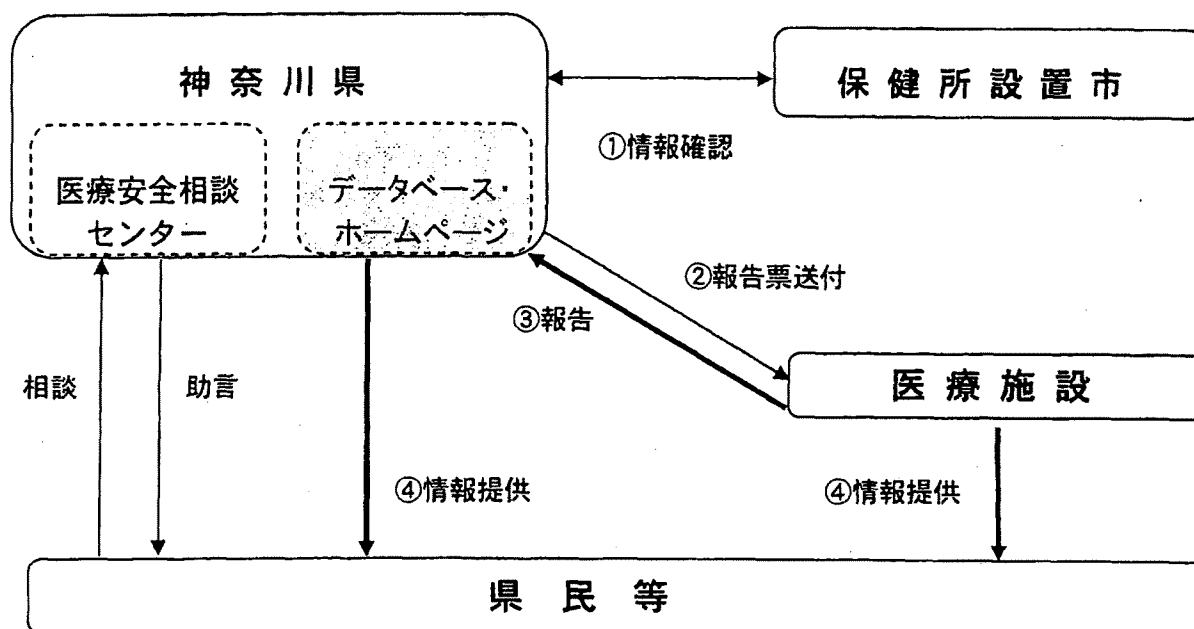 神奈川県
保健所設置市
①情報確認
医療安全相談
センター
データベース・
ホームページ
②報告票送付
③報告
医療施設
相談
助言
④情報提供
④情報提供
県民等